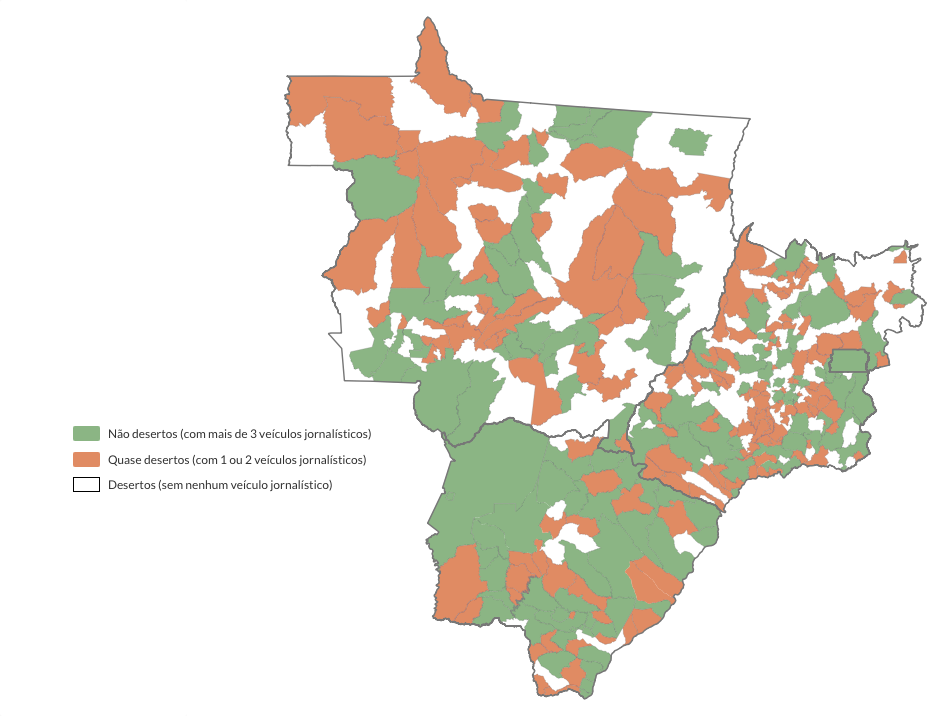 Não desertos (com mais de 3 veículos jornalísticos)
Quase desertos (com 1 ou 2 veículos jornalísticos)
Desertos (sem nenhum veículo jornalístico)